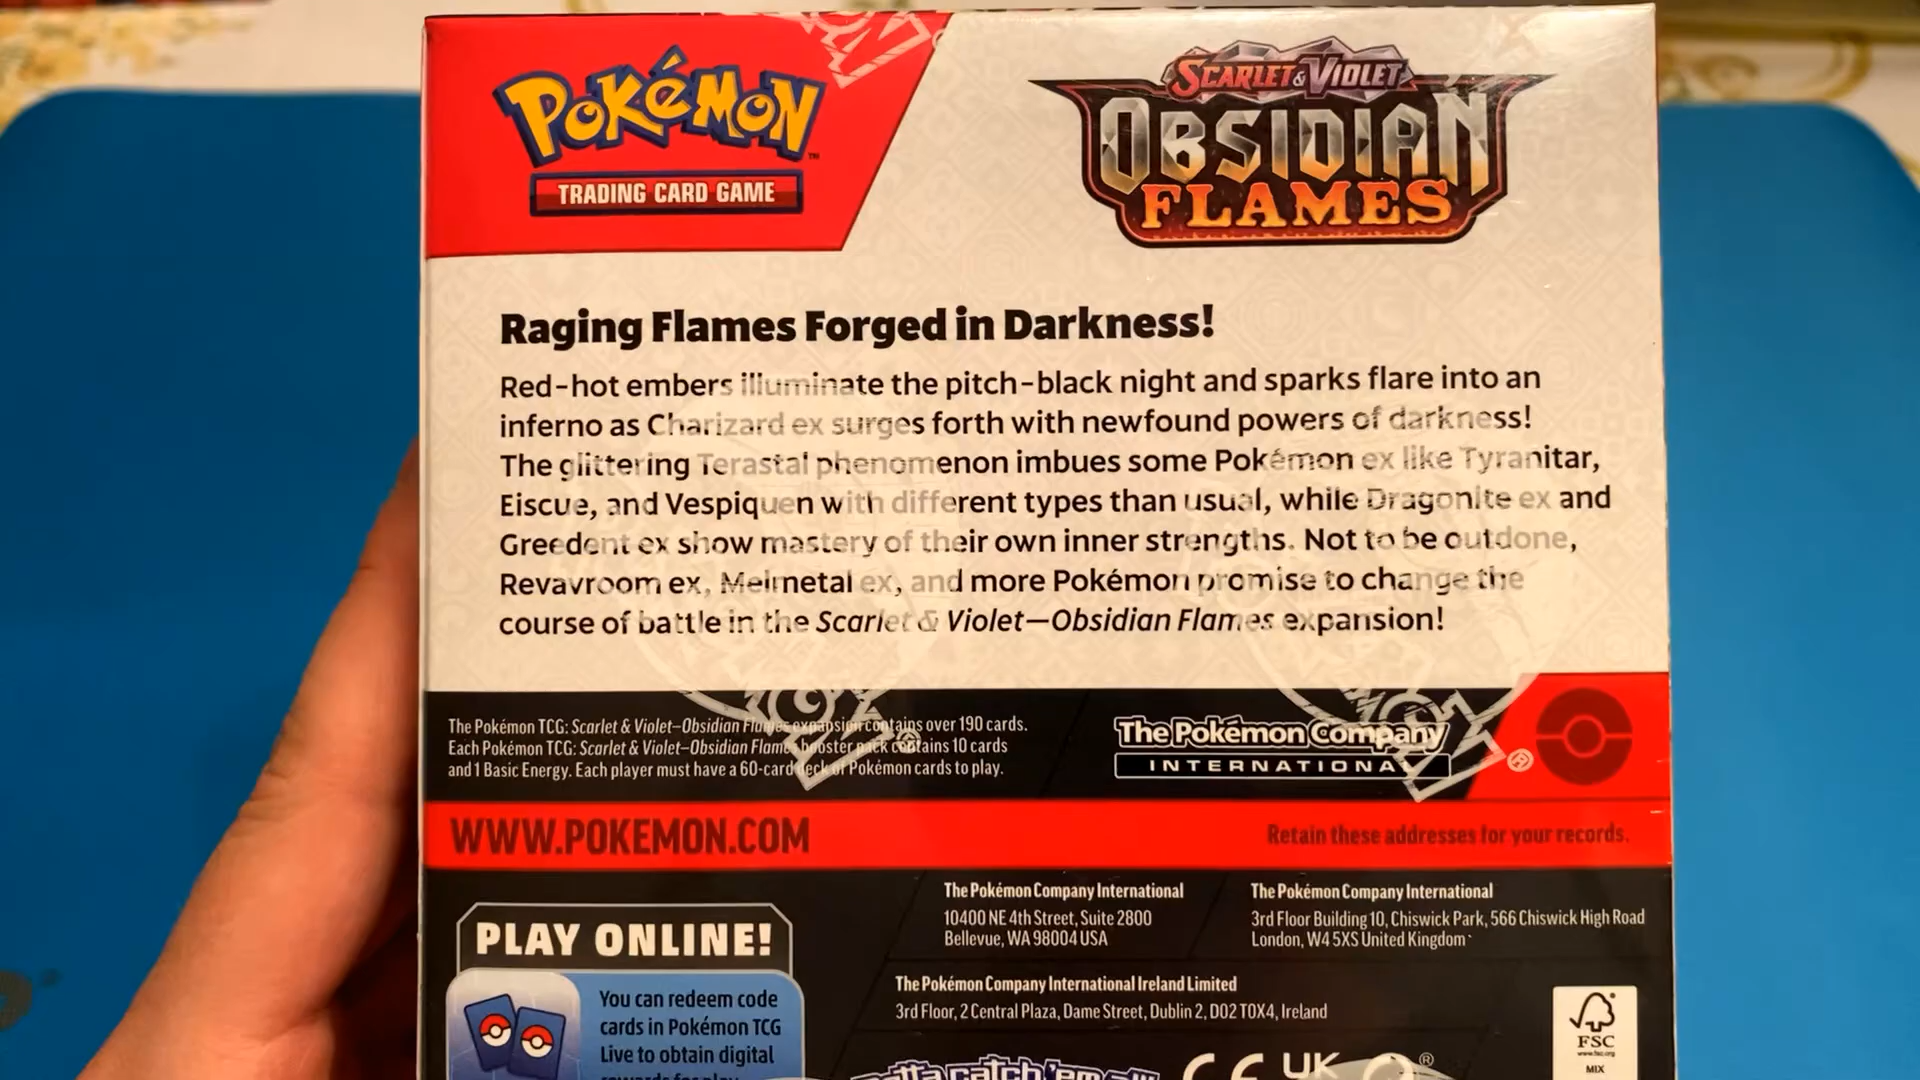 POKéMON™
TRADING CARD GAME
SCARLET & VIOLET
OBSIDIAN
FLAMES
Raging Flames Forged in Darkness!
Red-hot embers illuminate the pitch-black night and sparks flare into an
inferno as Charizard ex surges forth with newfound powers of darkness!
The glittering Terastal phenomenon imbues some Pokémon ex like Tyranitar,
Eiscue, and Vespiquen with different types than usual, while Dragonite ex and
Greedent ex show mastery of their own inner strengths. Not to be outdone,
Revavroom ex, Melmetal ex, and more Pokémon promise to change the
course of battle in the Scarlet & Violet—Obsidian Flames expansion!
The Pokémon TCG: Scarlet & Violet—Obsidian Flames expansion contains over 190 cards.
Each Pokémon TCG: Scarlet & Violet—Obsidian Flames booster pack contains 10 cards
and 1 Basic Energy. Each player must have a 60-card deck of Pokémon cards to play.
The Pokémon Company
INTERNATIONAL
®
WWW.POKEMON.COM
Retain these addresses for your records.
The Pokémon Company International
10400 NE 4th Street, Suite 2800
Bellevue, WA 98004 USA
The Pokémon Company International
3rd Floor Building 10, Chiswick Park, 566 Chiswick High Road
London, W4 5XS United Kingdom
The Pokémon Company International Ireland Limited
3rd Floor, 2 Central Plaza, Dame Street, Dublin 2, D02 T0X4, Ireland
PLAY ONLINE!
You can redeem code
cards in Pokémon TCG
Live to obtain digital
catch 'em
CE
UK
®
FSC
www.fsc.org
MIX